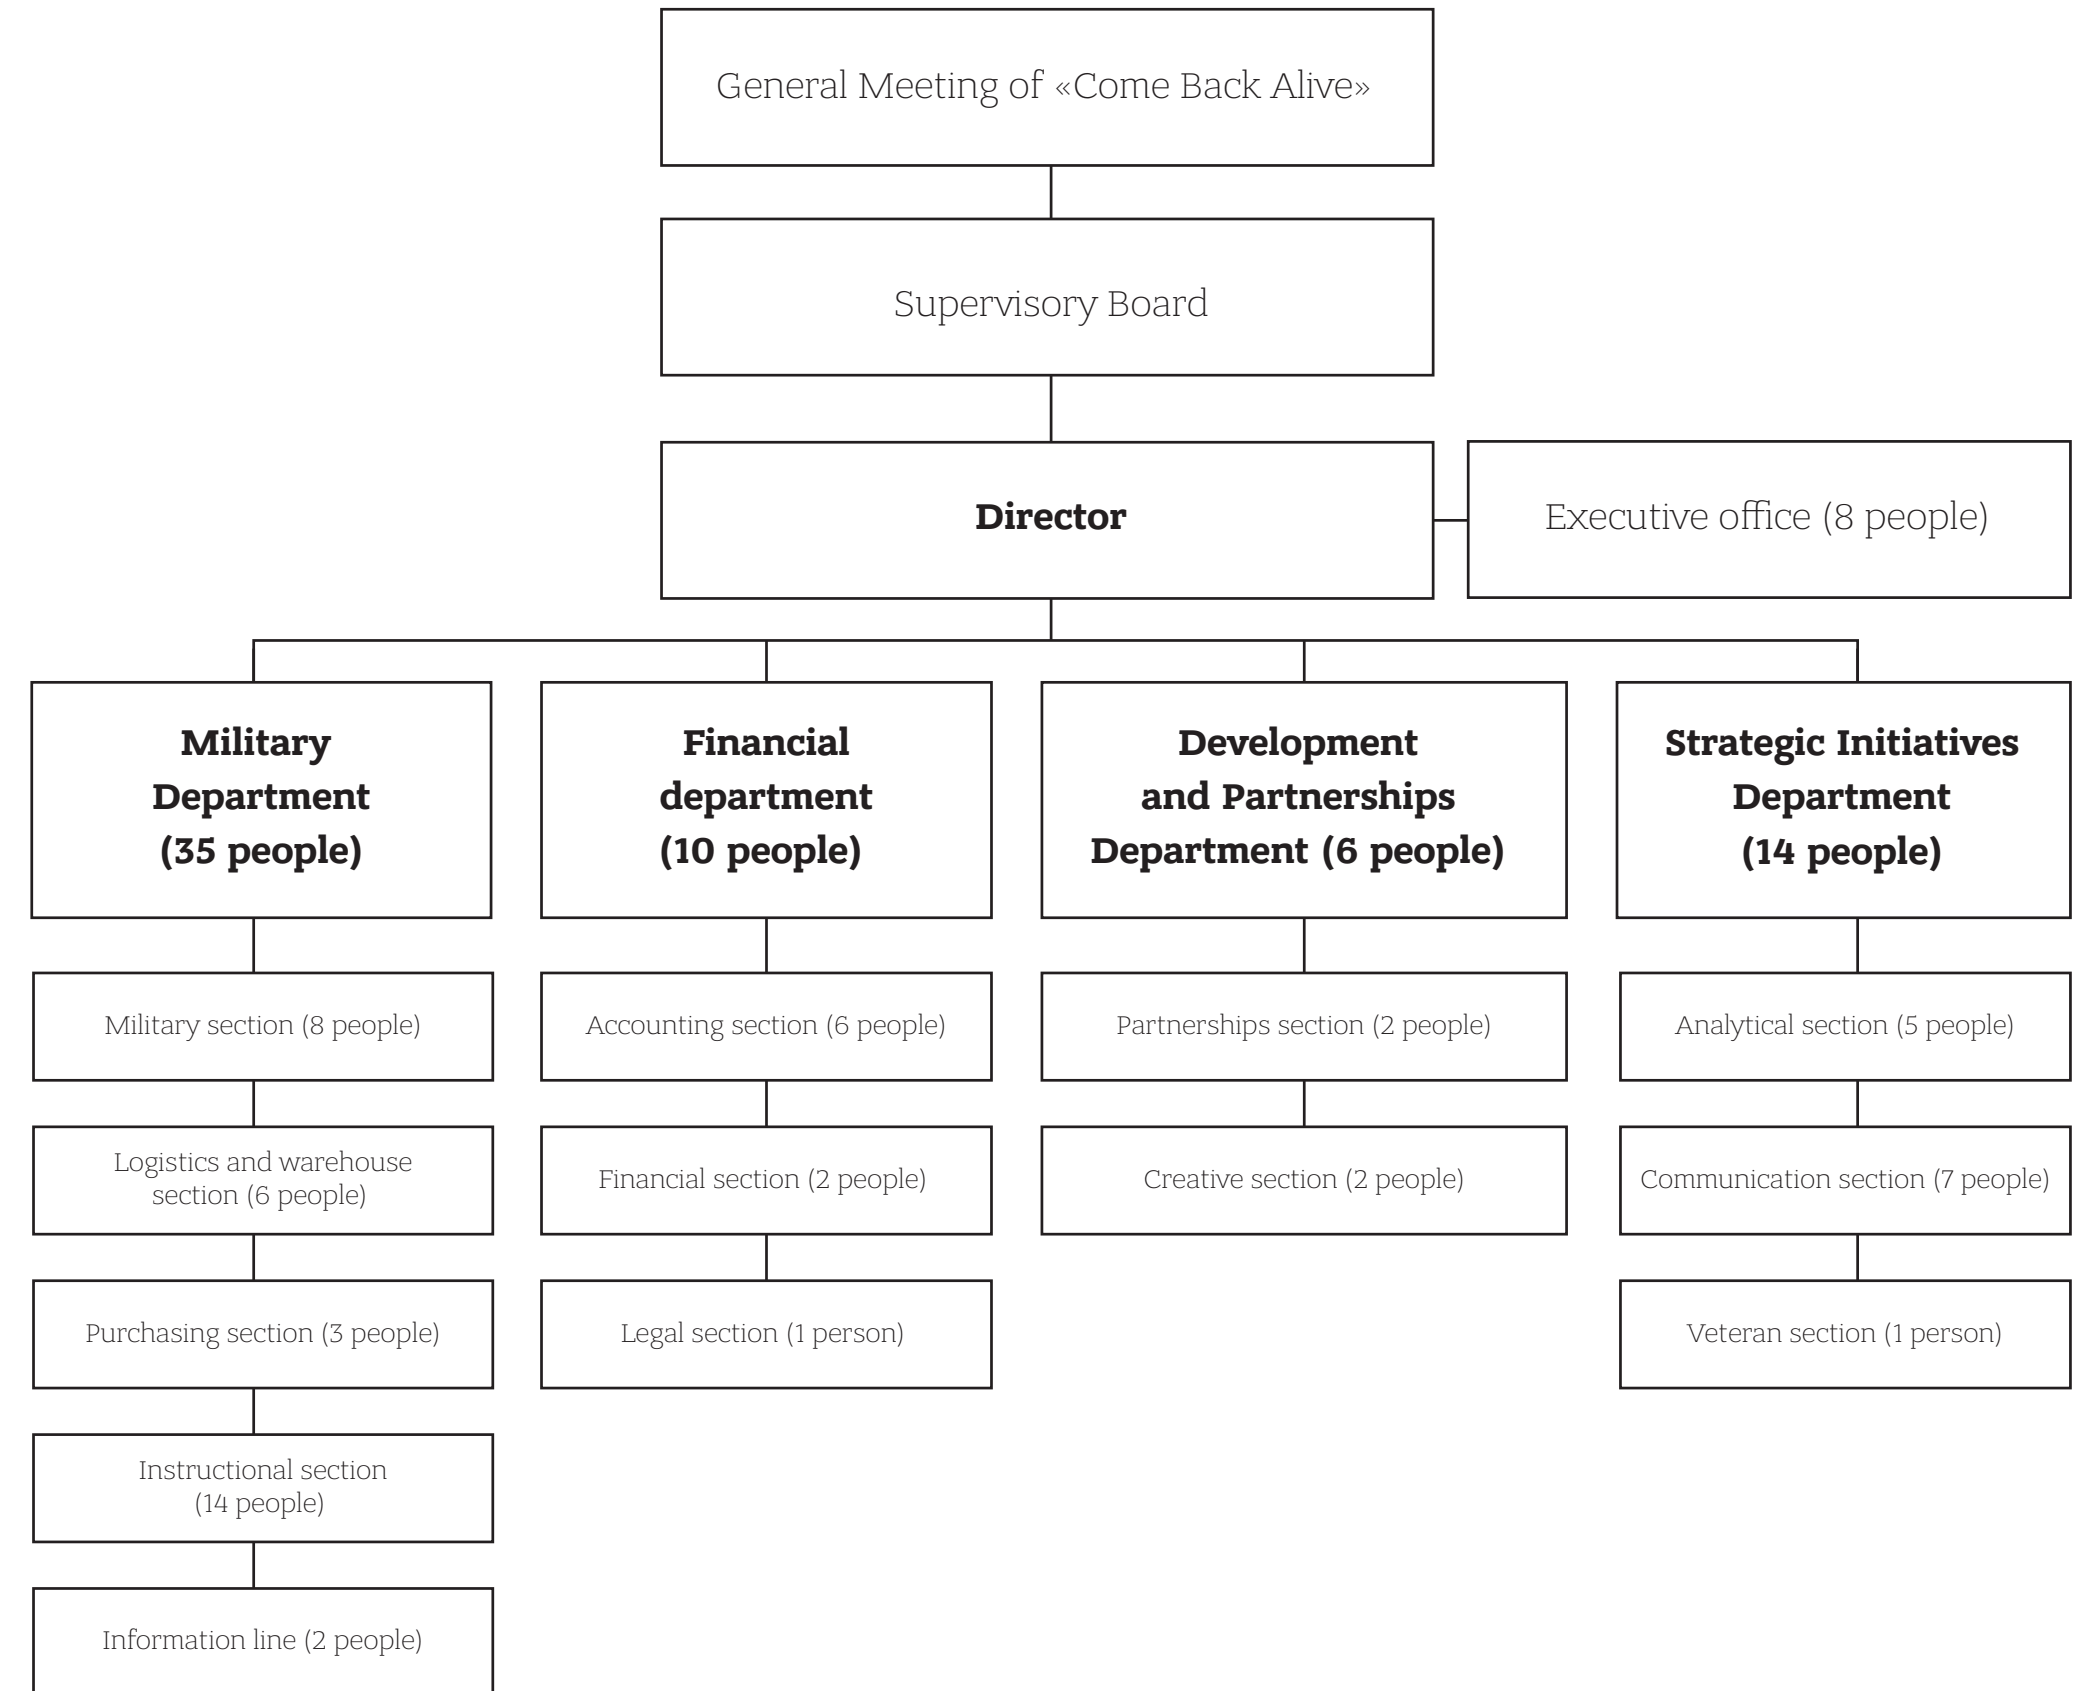 General Meeting of «Come Back Alive»
Supervisory Board
Director
Executive office (8 people)
Military
Department
(35 people)
Financial
department
(10 people)
Development
and Partnerships
Department (6 people)
Strategic Initiatives
Department
(14 people)
Military section (8 people)
Accounting section (6 people)
Partnerships section (2 people)
Analytical section (5 people)
Logistics and warehouse
section (6 people)
Financial section (2 people)
Creative section (2 people)
Communication section (7 people)
Purchasing section (3 people)
Legal section (1 person)
Veteran section (1 person)
Instructional section
(14 people)
Information line (2 people)